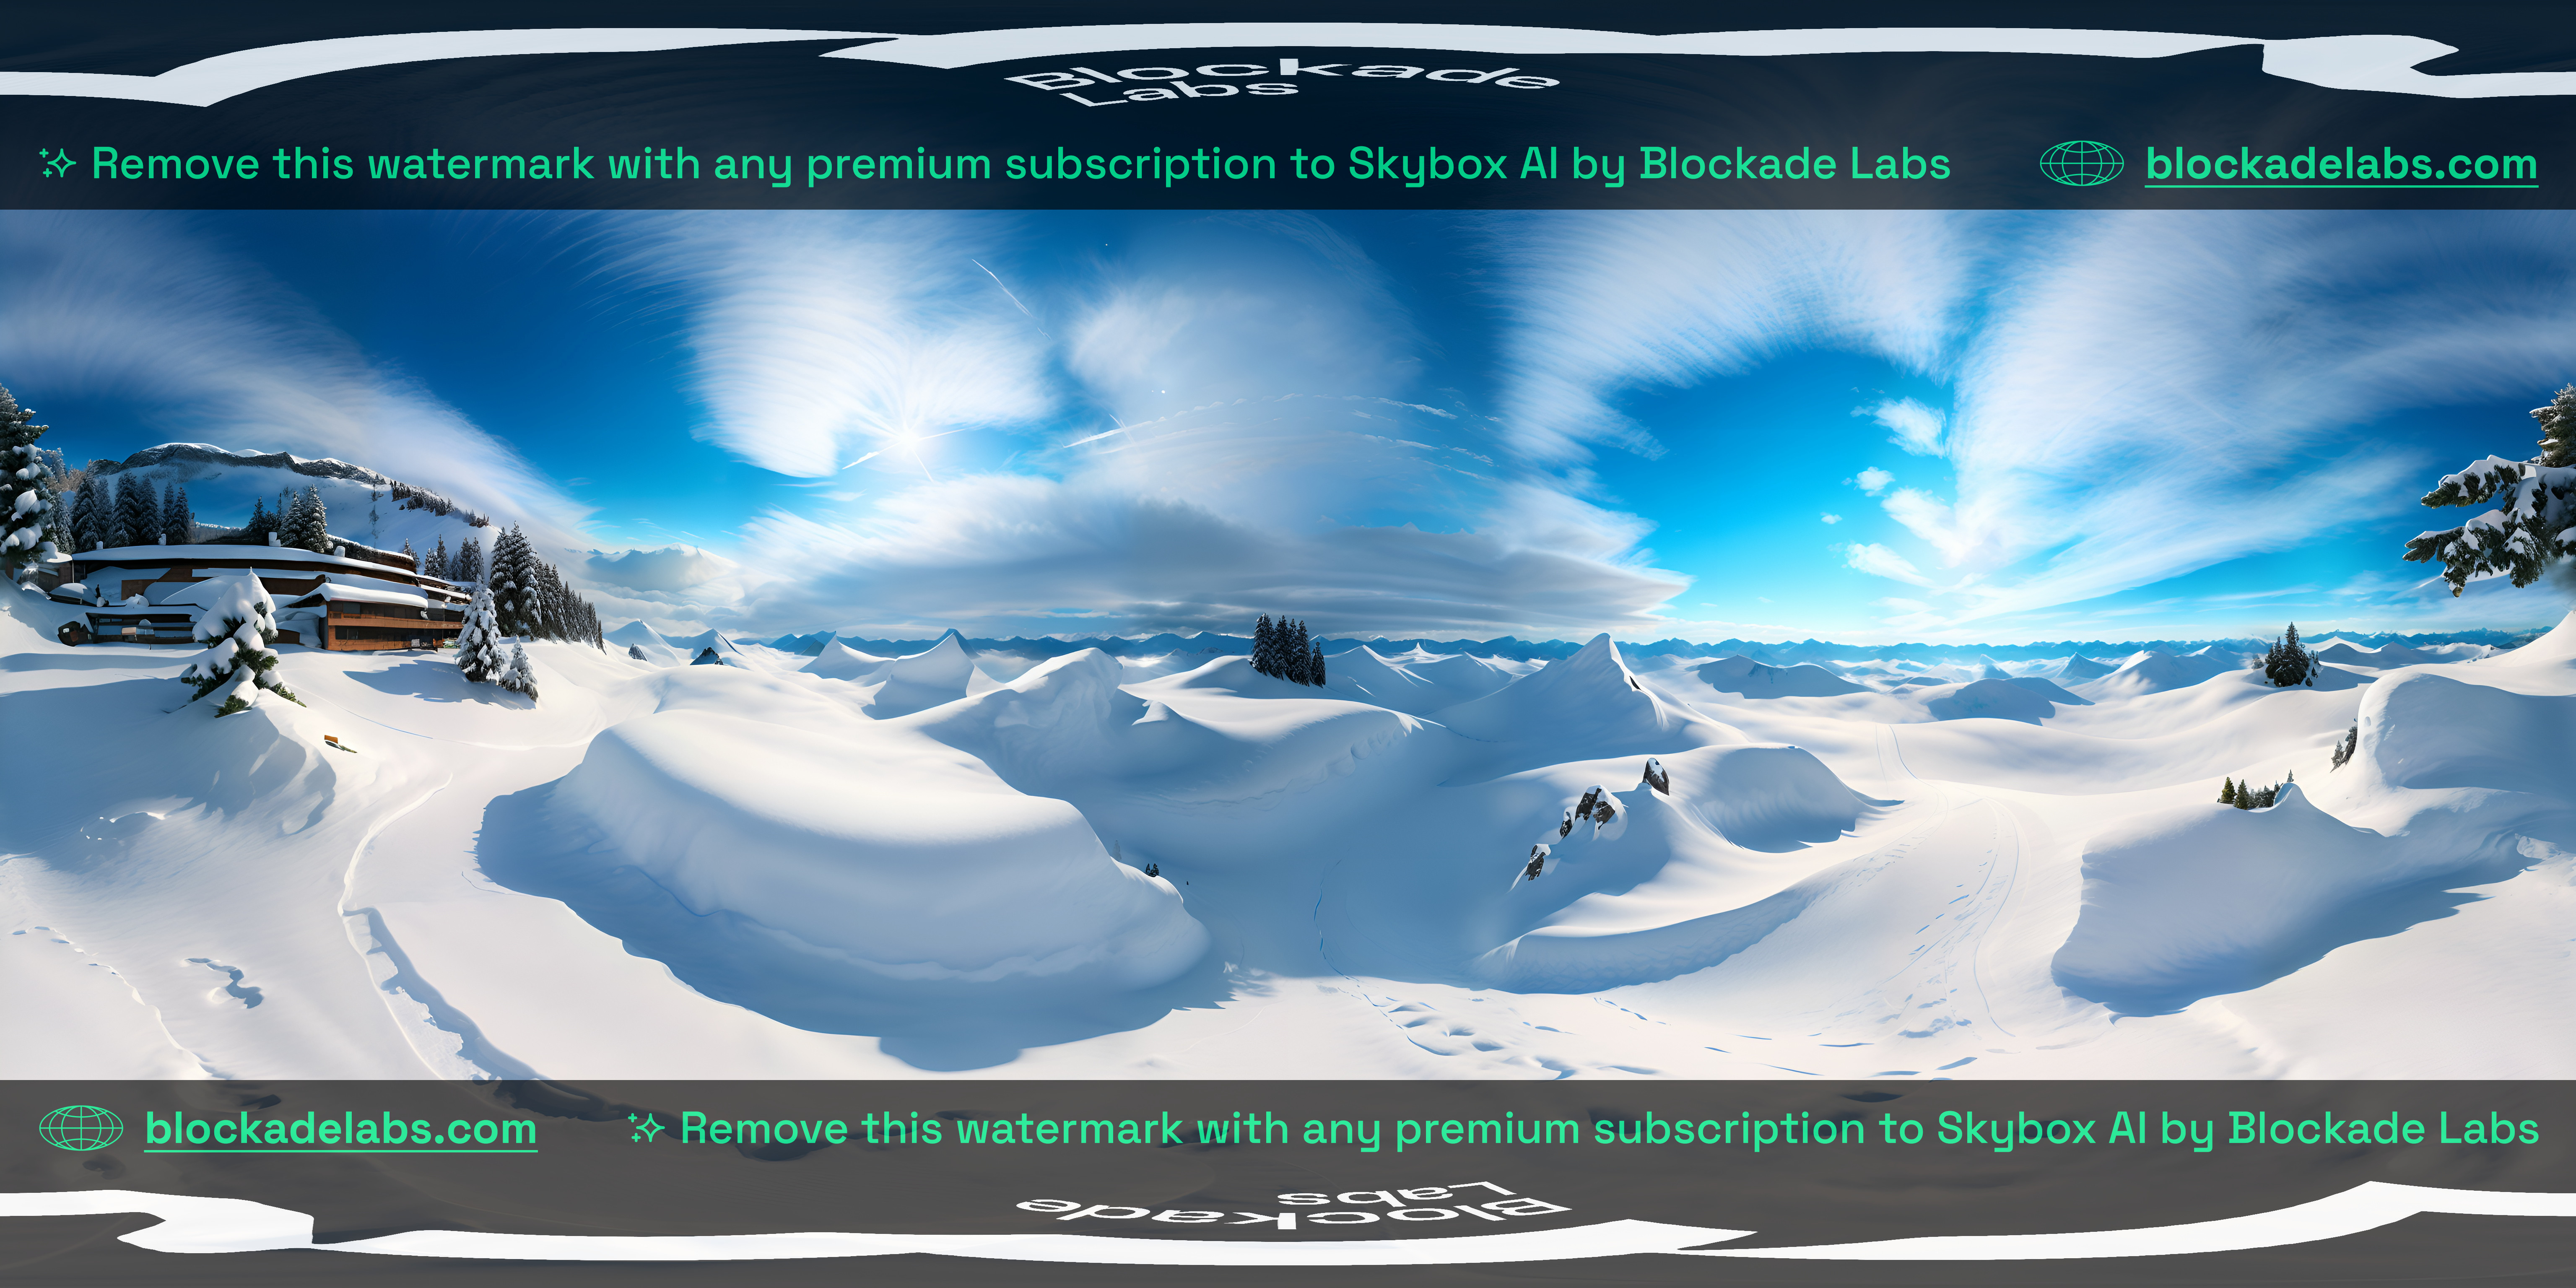 Blockade
Labs
Remove this watermark with any premium subscription to Skybox AI by Blockade Labs
blockadelabs.com
blockadelabs.com
Remove this watermark with any premium subscription to Skybox AI by Blockade Labs
Labs
Blockade